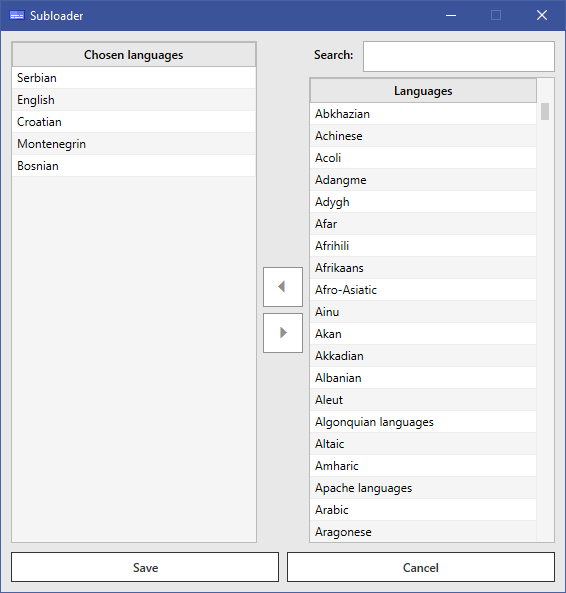 Subloader
Chosen languages
Serbian
English
Croatian
Montenegrin
Bosnian
Search:
Languages
Abkhazian
Achinese
Acoli
Adangme
Adygh
Afar
Afrihili
Afrikaans
Afro-Asiatic
Ainu
Akan
Akkadian
Albanian
Aleut
Algonquian languages
Altaic
Amharic
Apache languages
Arabic
Aragonese
Save
Cancel